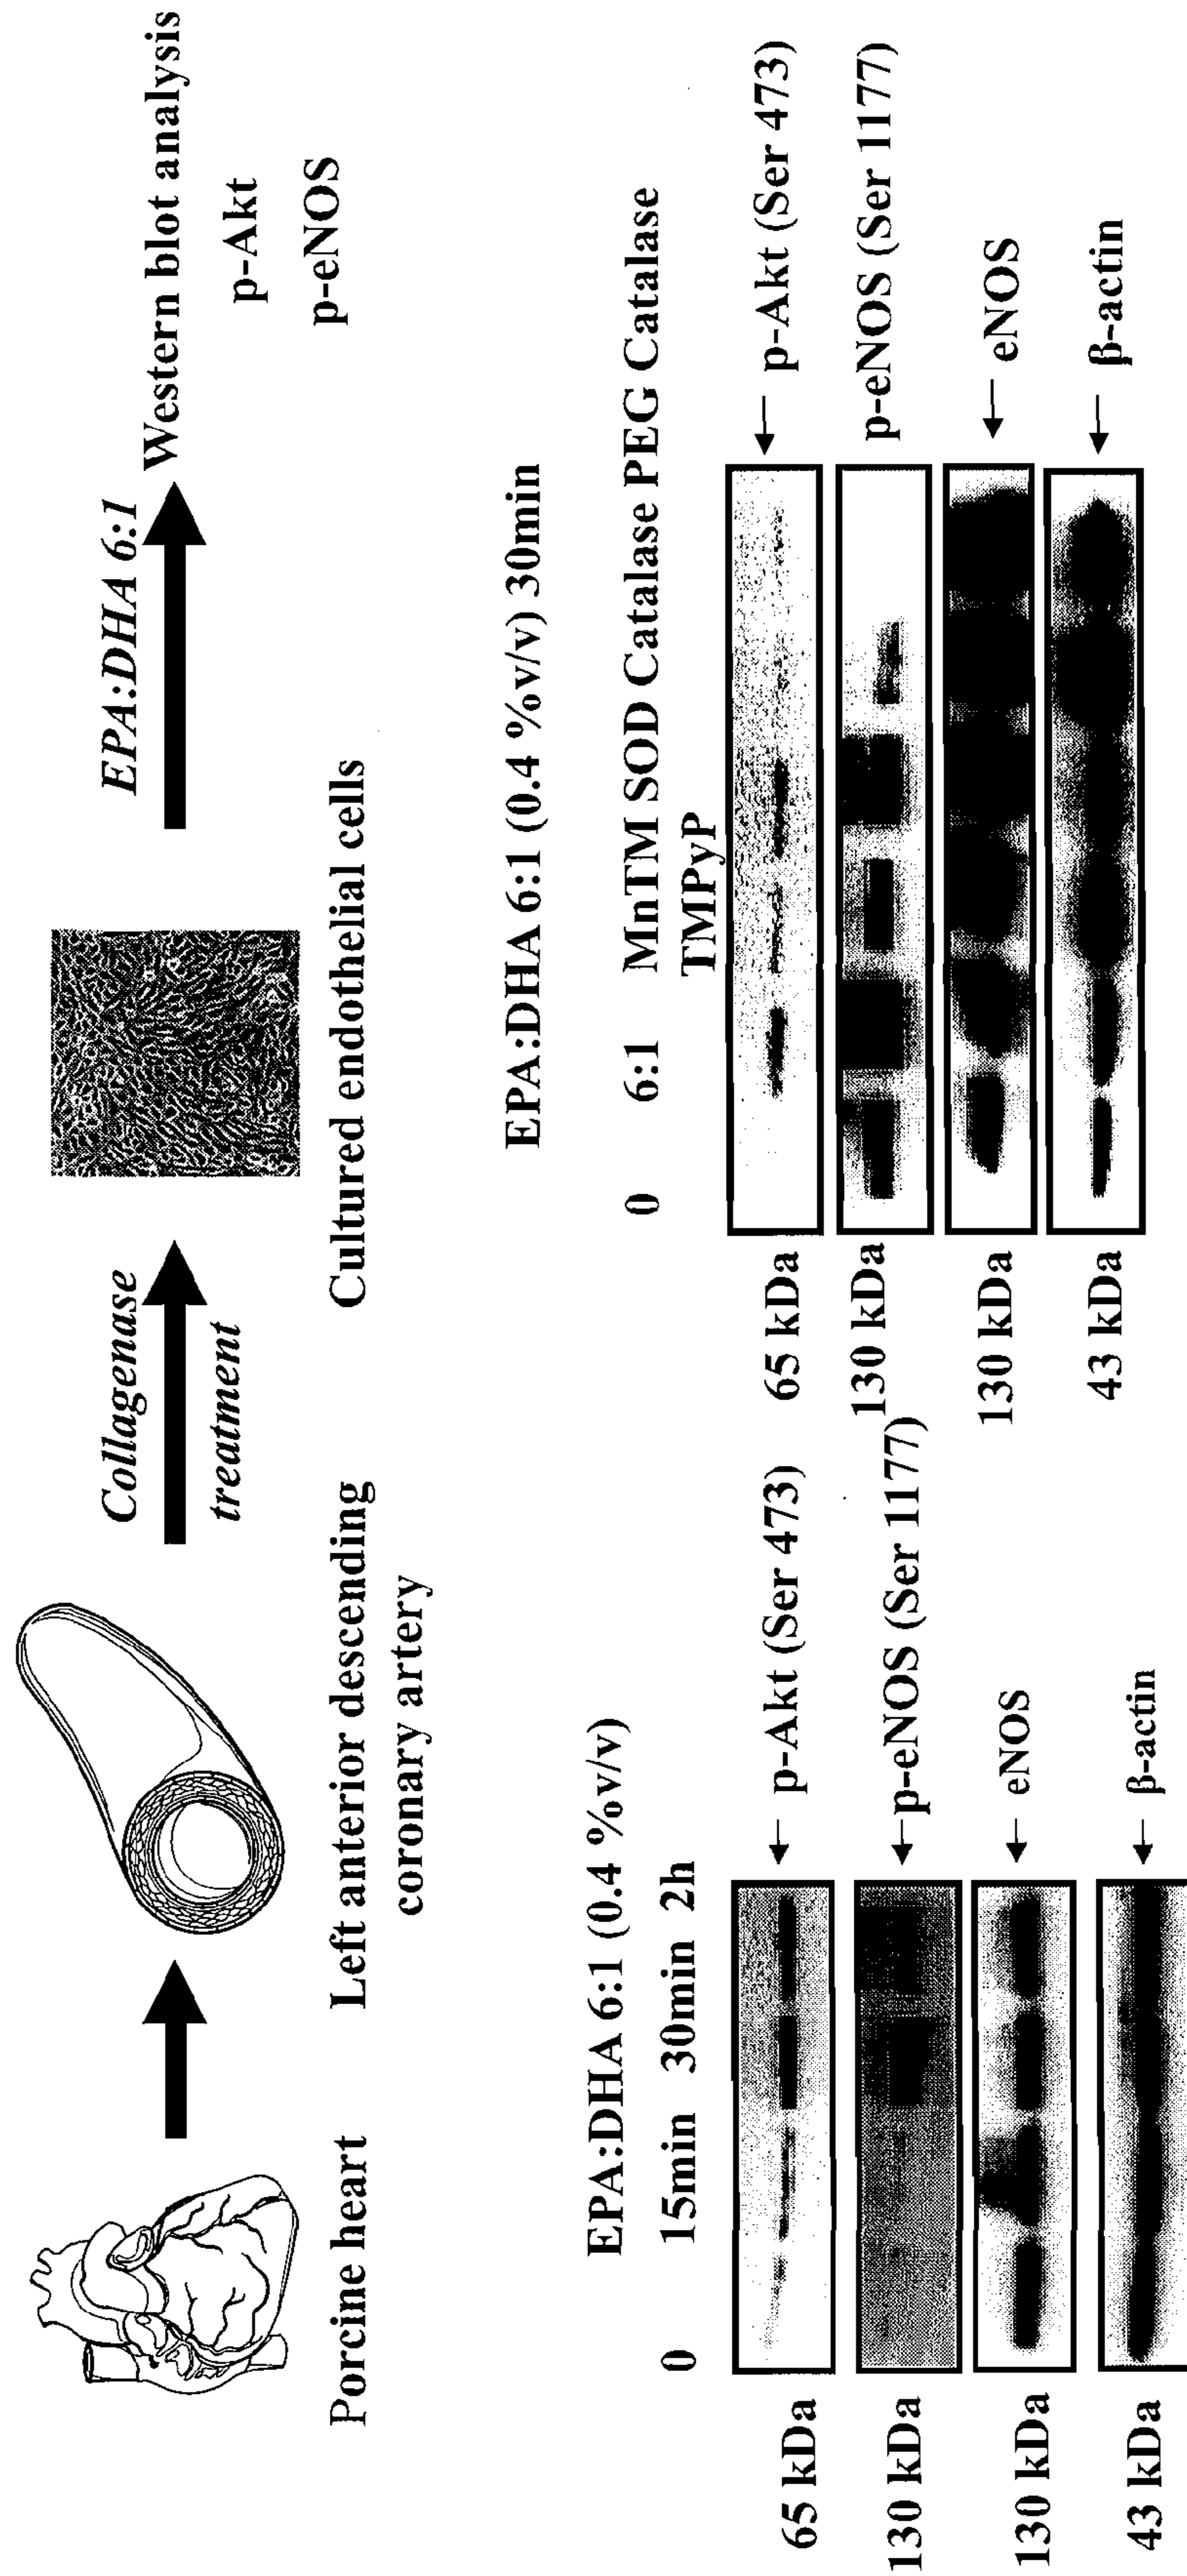 Porcine heart
Left anterior descending
coronary artery
Collagenase
treatment
Cultured endothelial cells
EPA:DHA 6:1
Western blot analysis
p-Akt
p-eNOS
EPA:DHA 6:1 (0.4 %v/v)
0 15min 30min 2h
65 kDa
p-Akt (Ser 473)
130 kDa
p-eNOS (Ser 1177)
130 kDa
eNOS
43 kDa
β-actin
EPA:DHA 6:1 (0.4 %v/v) 30min
0 6:1 MnTM SOD Catalase PEG Catalase
TMPyP
65 kDa
p-Akt (Ser 473)
130 kDa
p-eNOS (Ser 1177)
130 kDa
eNOS
43 kDa
β-actin